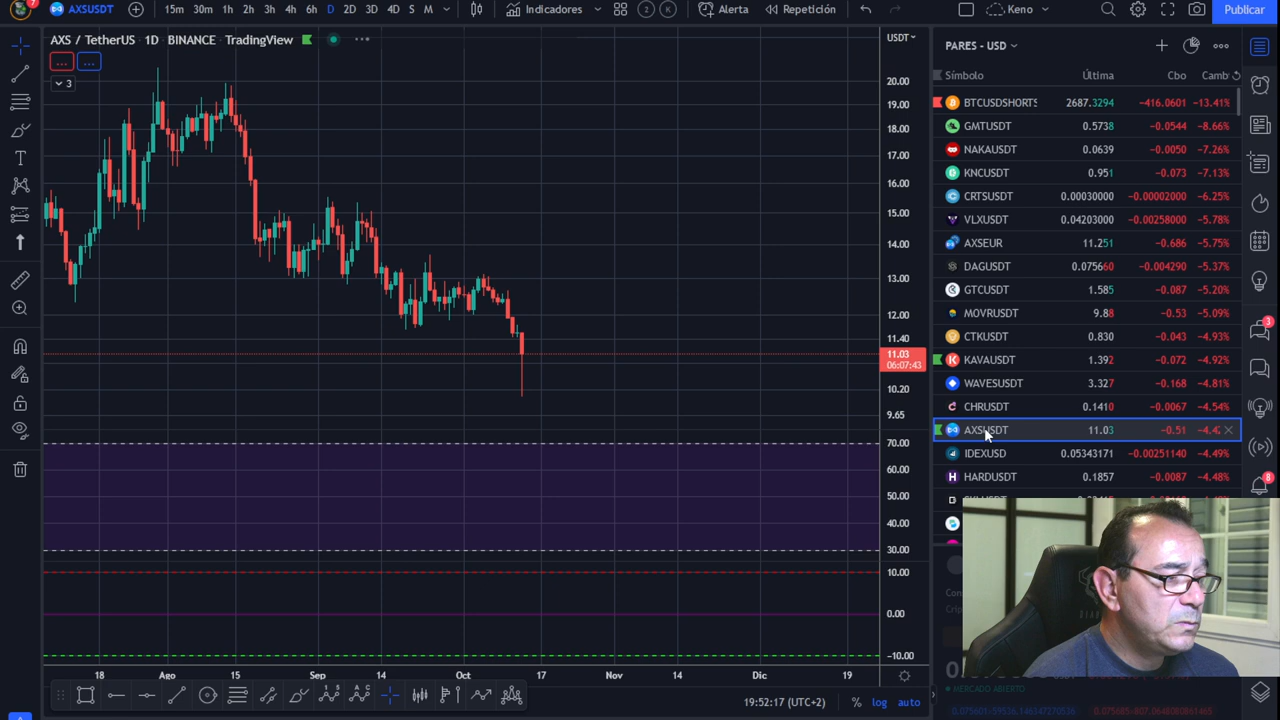 7
AXSUSDT
15m 30m 1h 2h 3h 4h 6h D 2D 3D 4D S M
Indicadores
2 K
Alerta
Repetición
Keno
Publicar
AXS / TetherUS 1D BINANCE TradingView
... ...
3
USDT
20.00
19.00
18.00
17.00
16.00
15.00
14.00
13.00
12.00
11.40
11.03
06:07:43
10.20
9.65
70.00
60.00
50.00
40.00
30.00
10.00
0.00
−10.00
18 Ago 15 Sep 14 Oct 17 Nov 14 Dic 19
19:52:17 (UTC+2) % log auto
PARES - USD
Símbolo Última Cbo Camb
BTCUSDSHORTS 2687.3294 −416.0601 −13.41%
GMTUSDT 0.5738 −0.0544 −8.66%
NAKAUSDT 0.0639 −0.0050 −7.26%
KNCUSDT 0.951 −0.073 −7.13%
CRTSUSDT 0.00030000 −0.00002 −6.25%
VLXUSDT 0.04203000 −0.00258000 −5.78%
AXSEUR 11.251 −0.686 −5.75%
DAGUSDT 0.075660 −0.004290 −5.37%
GTCUSDT 1.585 −0.087 −5.20%
MOVRUSDT 9.88 −0.53 −5.09%
CTKUSDT 0.830 −0.043 −4.93%
KAVAUSDT 1.392 −0.072 −4.92%
WAVESUSDT 3.327 −0.168 −4.81%
CHRUSDT 0.1410 −0.0067 −4.54%
AXSUSDT 11.03 −0.51
IDEXUSD 0.05343171 −0.00251140 −4.49%
HARDUSDT 0.1857 −0.0087 −4.48%
MERCADO ABIERTO
3
8